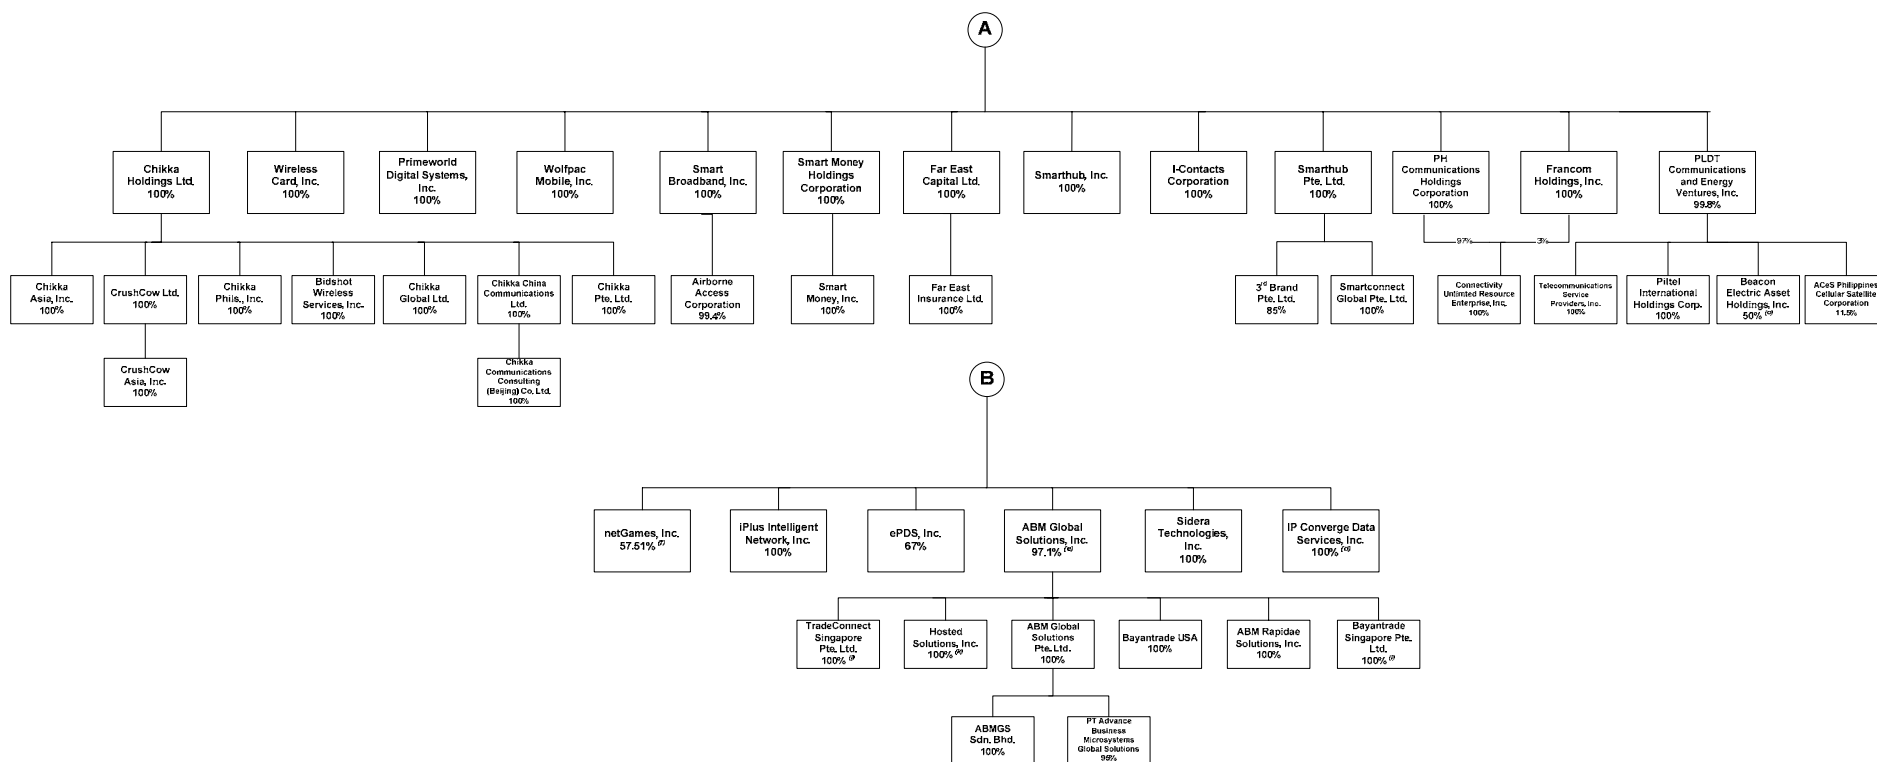 A
Chikka
Holdings Ltd.
100%
Wireless
Card, Inc.
100%
Primeworld
Digital Systems,
Inc.
100%
Wolfpac
Mobile, Inc.
100%
Smart
Broadband, Inc.
100%
Smart Money
Holdings
Corporation
100%
Far East
Capital Ltd.
100%
Smarthub, Inc.
100%
I-Contacts
Corporation
100%
Smarthub
Pte. Ltd.
100%
PH
Communications
Holdings
Corporation
100%
Francom
Holdings, Inc.
100%
PLDT
Communications
and Energy
Ventures, Inc.
99.8%
97%
3%
Chikka
Asia, Inc.
100%
CrushCow Ltd.
100%
Chikka
Phils., Inc.
100%
Bidshot
Wireless
Services, Inc.
100%
Chikka
Global Ltd.
100%
Chikka China
Communications
Ltd.
100%
Chikka
Pte. Ltd.
100%
Airborne
Access
Corporation
99.4%
Smart
Money, Inc.
100%
Far East
Insurance Ltd.
100%
3rd Brand
Pte. Ltd.
85%
Smartconnect
Global Pte. Ltd.
100%
Connectivity
Unlimted Resource
Enterprise, Inc.
100%
Telecommunications
Service
Providers, Inc.
100%
Piltel
International
Holdings Corp.
100%
Beacon
Electric Asset
Holdings, Inc.
50%
ACeS Philippines
Cellular Satellite
Corporation
11.5%
CrushCow
Asia, Inc.
100%
Chikka
Communications
Consulting
(Beijing) Co. Ltd.
100%
B
netGames, Inc.
57.51%
iPlus Intelligent
Network, Inc.
100%
ePDS, Inc.
67%
ABM Global
Solutions, Inc.
97.1%
Sidera
Technologies,
Inc.
100%
IP Converge Data
Services, Inc.
100%
TradeConnect
Singapore
Pte. Ltd.
100%
Hosted
Solutions, Inc.
100%
ABM Global
Solutions
Pte. Ltd.
100%
Bayantrade USA
100%
ABM Rapidae
Solutions, Inc.
100%
Bayantrade
Singapore Pte.
Ltd.
100%
ABMGS
Sdn. Bhd.
100%
PT Advance
Business
Microsystems
Global Solutions